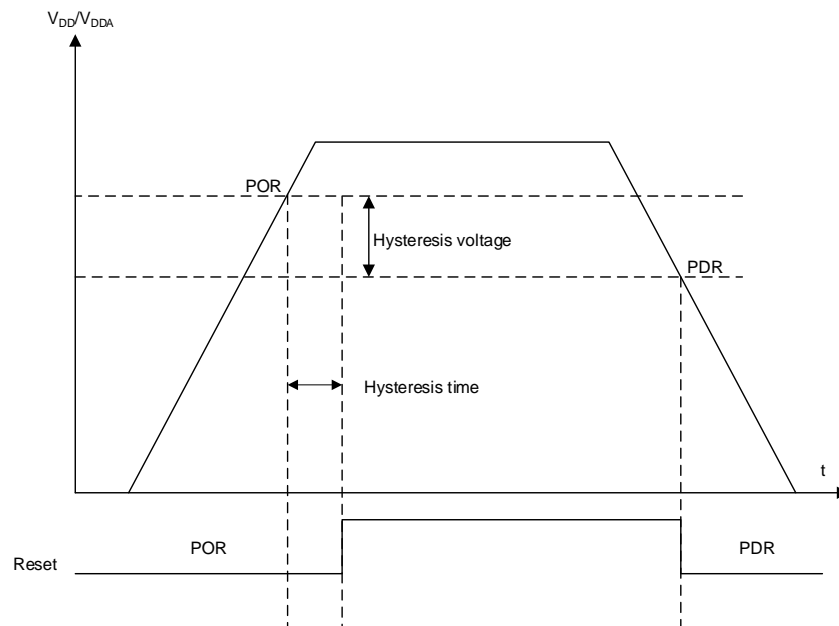 VDD/VDDA
POR
Hysteresis voltage
PDR
Hysteresis time
t
POR
PDR
Reset